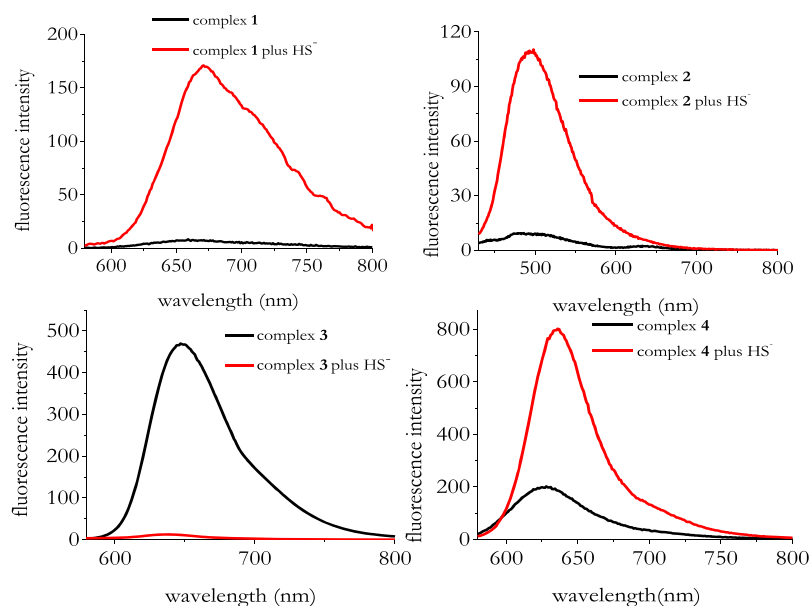 complex 1
complex 1 plus HS⁻
200
150
100
50
0
fluorescence intensity
600
650
700
750
800
wavelength (nm)
complex 2
complex 2 plus HS⁻
120
90
60
30
0
fluorescence intensity
500
600
700
800
wavelength (nm)
complex 3
complex 3 plus HS⁻
500
400
300
200
100
0
fluorescence intensity
600
700
800
wavelength (nm)
complex 4
complex 4 plus HS⁻
800
600
400
200
0
fluorescence intensity
600
650
700
750
800
wavelength(nm)